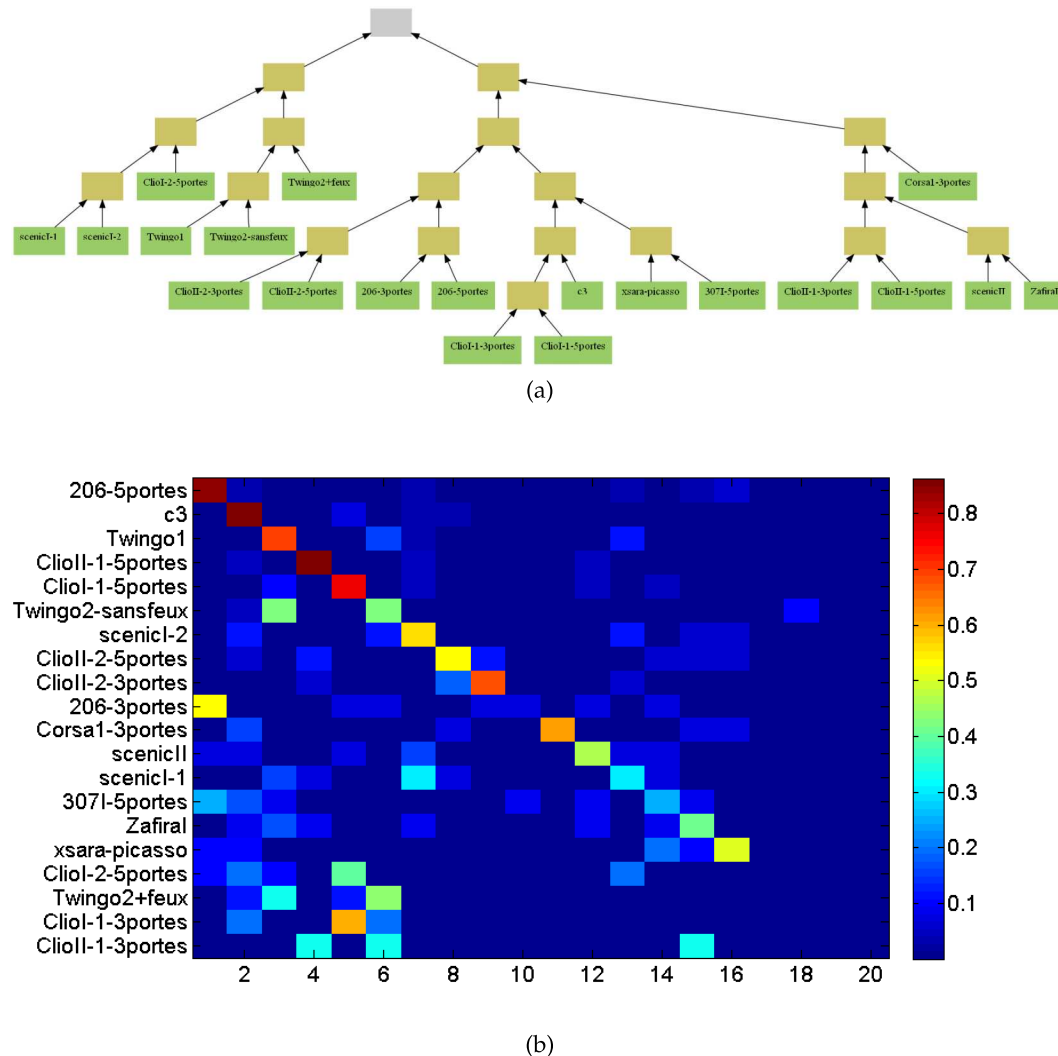 ClioI-2-5portes
Twingo2+feux
Corsa1-3portes
scenicI-1
scenicI-2
Twingo1
Twingo2-sansfeux
ClioII-2-3portes
ClioII-2-5portes
206-3portes
206-5portes
c3
xsara-picasso
307I-5portes
ClioII-1-3portes
ClioII-1-5portes
scenicII
ZafiraI
ClioI-1-3portes
ClioI-1-5portes
(a)
206-5portes
c3
Twingo1
ClioII-1-5portes
ClioI-1-5portes
Twingo2-sansfeux
scenicI-2
ClioII-2-5portes
ClioII-2-3portes
206-3portes
Corsa1-3portes
scenicII
scenicI-1
307I-5portes
ZafiraI
xsara-picasso
ClioI-2-5portes
Twingo2+feux
ClioI-1-3portes
ClioII-1-3portes
2 4 6 8 10 12 14 16 18 20
0.8
0.7
0.6
0.5
0.4
0.3
0.2
0.1
(b)